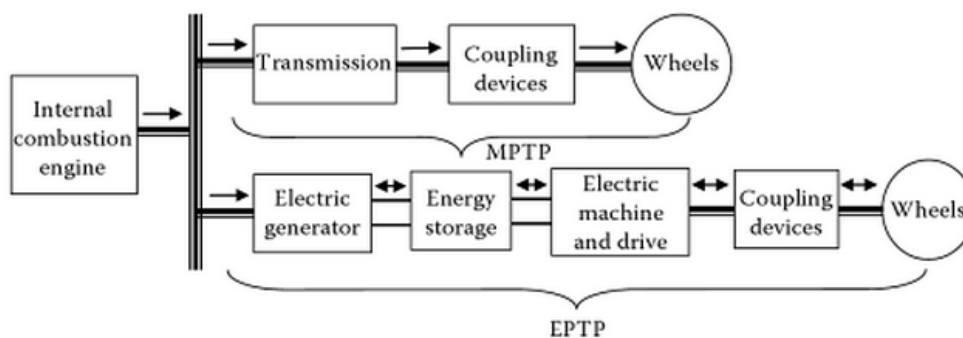 Internal
combustion
engine
Transmission
Coupling
devices
Wheels
MPTP
Electric
generator
Energy
storage
Electric
machine
and drive
Coupling
devices
Wheels
EPTP